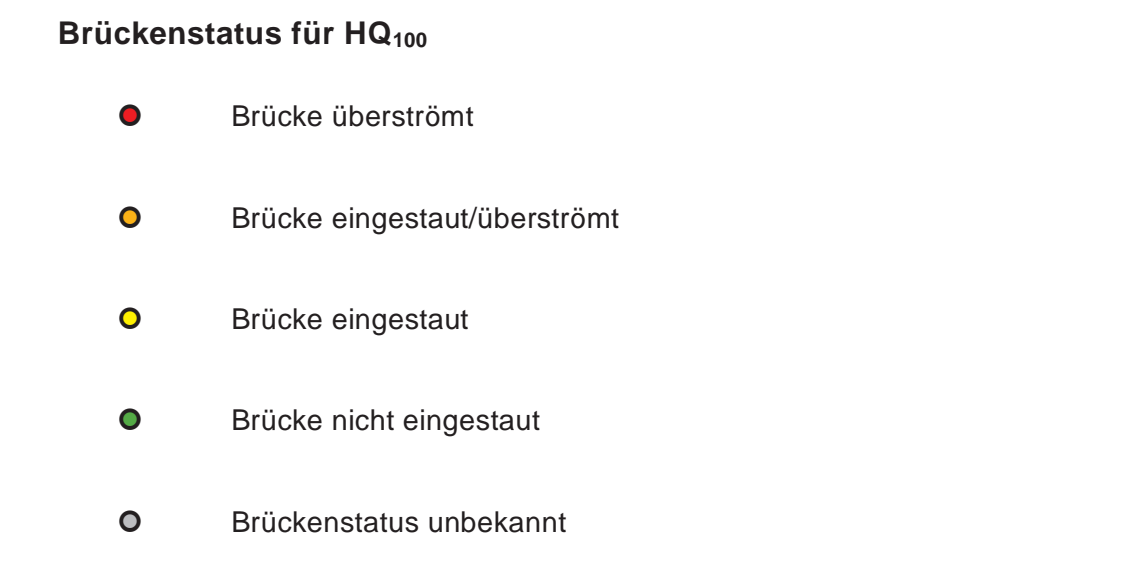 Brückenstatus für HQ100
Brücke überströmt
Brücke eingestaut/überströmt
Brücke eingestaut
Brücke nicht eingestaut
Brückenstatus unbekannt